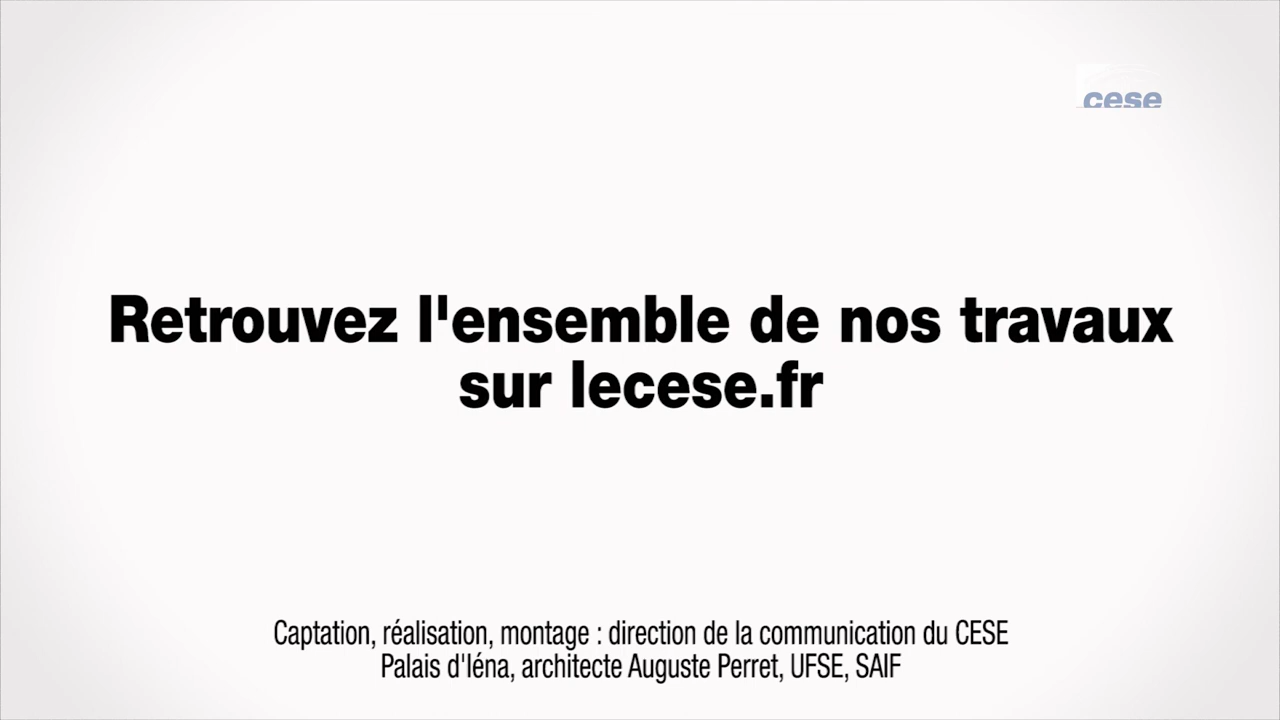 cese
Retrouvez l'ensemble de nos travaux
sur lecese.fr
Captation, réalisation, montage : direction de la communication du CESE
Palais d'Iéna, architecte Auguste Perret, UFSE, SAIF